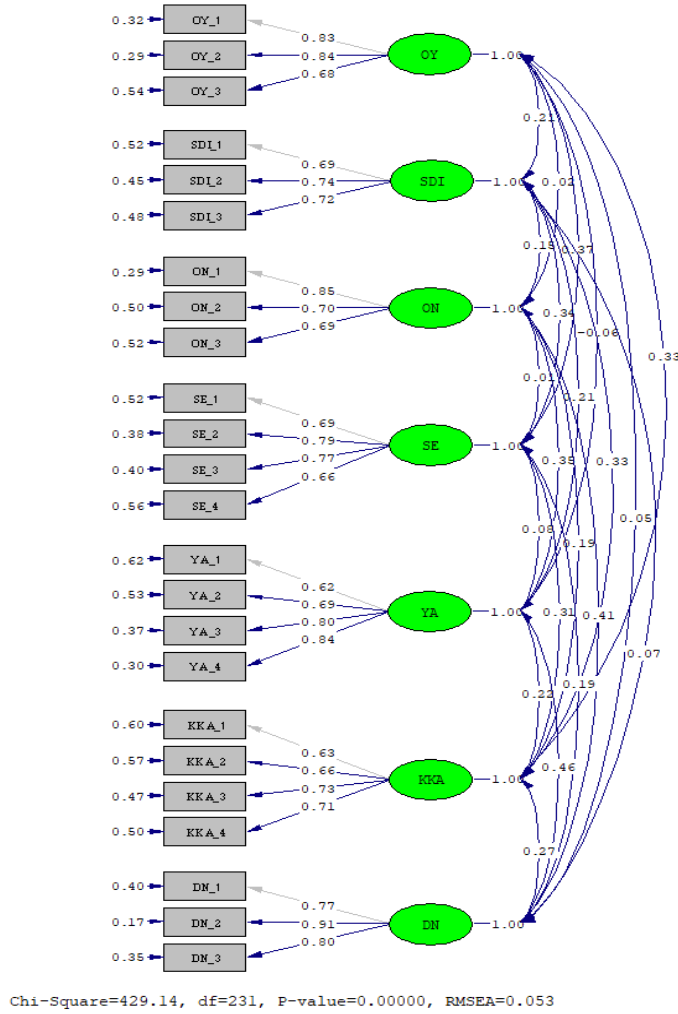 0.32 OY_1
0.83
0.29 OY_2 0.84 OY 1.00
0.68
0.54 OY_3
0.21
0.52 SDI_1
0.69
0.45 SDI_2 0.74 SDI 1.00 0.02
0.72
0.48 SDI_3
0.15 0.37
0.29 ON_1
0.85
0.50 ON_2 0.70 ON 1.00 0.34
0.69 -0.06
0.52 ON_3
0.33
0.01
0.52 SE_1 0.21
0.69
0.38 SE_2
0.79 SE 1.00
0.77 0.35 0.33
0.40 SE_3
0.66
0.56 SE_4
0.05
0.08 0.19
0.62 YA_1
0.62
0.53 YA_2
0.69 YA 1.00 0.31 0.41
0.80
0.37 YA_3
0.84 0.07
0.30 YA_4
0.22 0.19
0.60 KKA_1
0.63
0.57 KKA_2 0.46
0.66 KKA 1.00
0.73
0.47 KKA_3
0.71
0.50 KKA_4
0.27
0.40 DN_1
0.77
0.17 DN_2 0.91 DN 1.00
0.80
0.35 DN_3
Chi-Square=429.14, df=231, P-value=0.00000, RMSEA=0.053